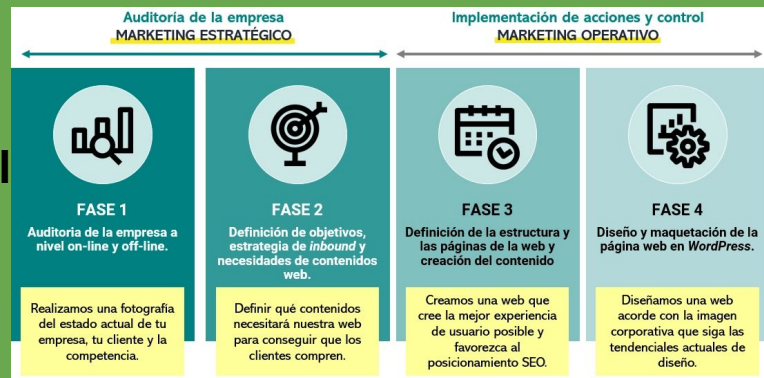 Auditoría de la empresa
MARKETING ESTRATÉGICO
Implementación de acciones y control
MARKETING OPERATIVO
FASE 1
Auditoria de la empresa a
nivel on-line y off-line.
Realizamos una fotografía
del estado actual de tu
empresa, tu cliente y la
competencia.
FASE 2
Definición de objetivos,
estrategia de inbound y
necesidades de contenidos
web.
Definir qué contenidos
necesitará nuestra web
para conseguir que los
clientes compren.
FASE 3
Definición de la estructura y
las páginas de la web y
creación del contenido
Creamos una web que
cree la mejor experiencia
de usuario posible y
favorezca al
posicionamiento SEO.
FASE 4
Diseño y maquetación de la
página web en WordPress.
Diseñamos una web
acorde con la imagen
corporativa que siga las
tendenciales actuales de
diseño.